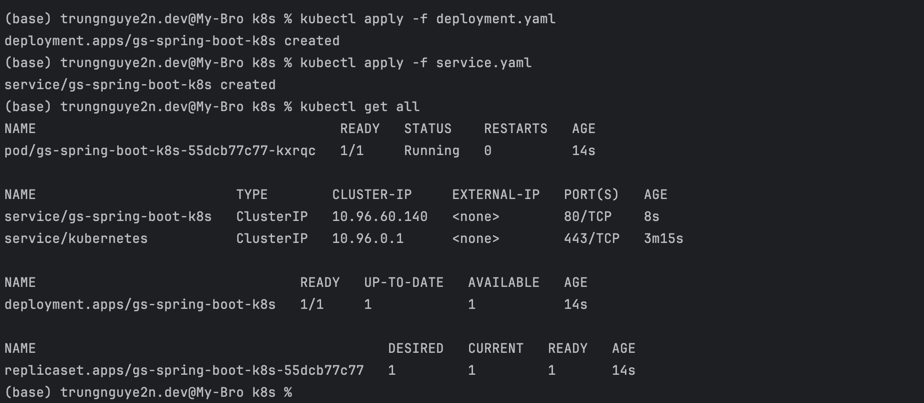 (base) trungnguye2n.dev@My-Bro k8s % kubectl apply -f deployment.yaml
deployment.apps/gs-spring-boot-k8s created
(base) trungnguye2n.dev@My-Bro k8s % kubectl apply -f service.yaml
service/gs-spring-boot-k8s created
(base) trungnguye2n.dev@My-Bro k8s % kubectl get all
NAME                                      READY   STATUS    RESTARTS   AGE
pod/gs-spring-boot-k8s-55dcb77c77-kxrqc   1/1     Running   0          14s

NAME                         TYPE        CLUSTER-IP     EXTERNAL-IP   PORT(S)   AGE
service/gs-spring-boot-k8s   ClusterIP   10.96.60.140   <none>        80/TCP    8s
service/kubernetes           ClusterIP   10.96.0.1      <none>        443/TCP   3m15s

NAME                                 READY   UP-TO-DATE   AVAILABLE   AGE
deployment.apps/gs-spring-boot-k8s   1/1     1            1           14s

NAME                                            DESIRED   CURRENT   READY   AGE
replicaset.apps/gs-spring-boot-k8s-55dcb77c77   1         1         1       14s
(base) trungnguye2n.dev@My-Bro k8s %